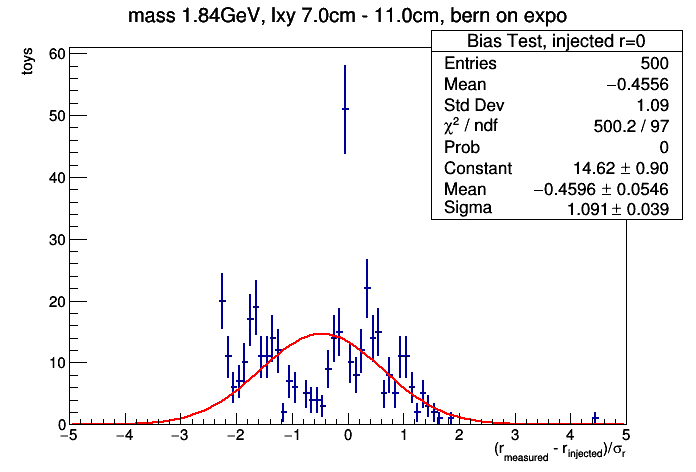 mass 1.84GeV, lxy 7.0cm - 11.0cm, bern on expo
Bias Test, injected r=0
Entries 500
Mean −0.4556
Std Dev 1.09
χ² / ndf 500.2 / 97
Prob 0
Constant 14.62 ± 0.90
Mean −0.4596 ± 0.0546
Sigma 1.091 ± 0.039
toys
60
50
40
30
20
10
0
−5 −4 −3 −2 −1 0 1 2 3 4 5
(r_measured - r_injected)/σ_r